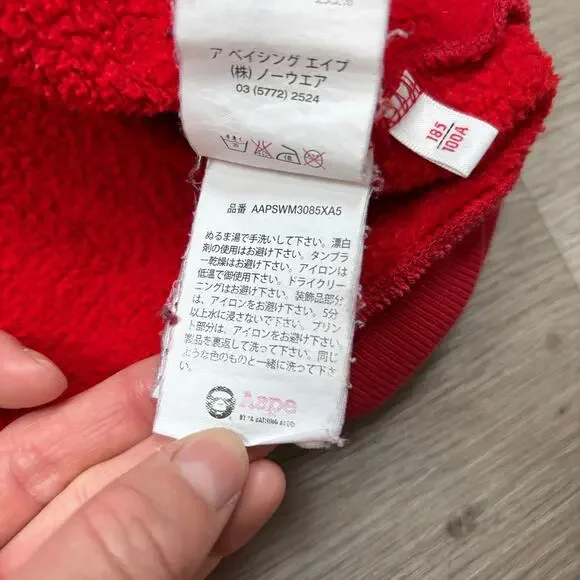 ア ベイシング エイプ
(株) ノーウエア
03 (5772) 2524
185
100A
品番 AAPSWM3085XA5
ぬるま湯で手洗いして下さい。漂白
剤の使用はお避け下さい。タンブラ
ー乾燥はお避け下さい。アイロンは
低温で御使用下さい。ドライクリー
ニングはお避け下さい。装飾品部分
は、アイロンをお避け下さい。5分
以上水に浸さないで下さい。プリン
ト部分は、アイロンをお避け下さい。
製品を裏返して洗って下さい。同じ
ような色のものと一緒に洗って下さ
い。
Aape
BY *A BATHING APE®